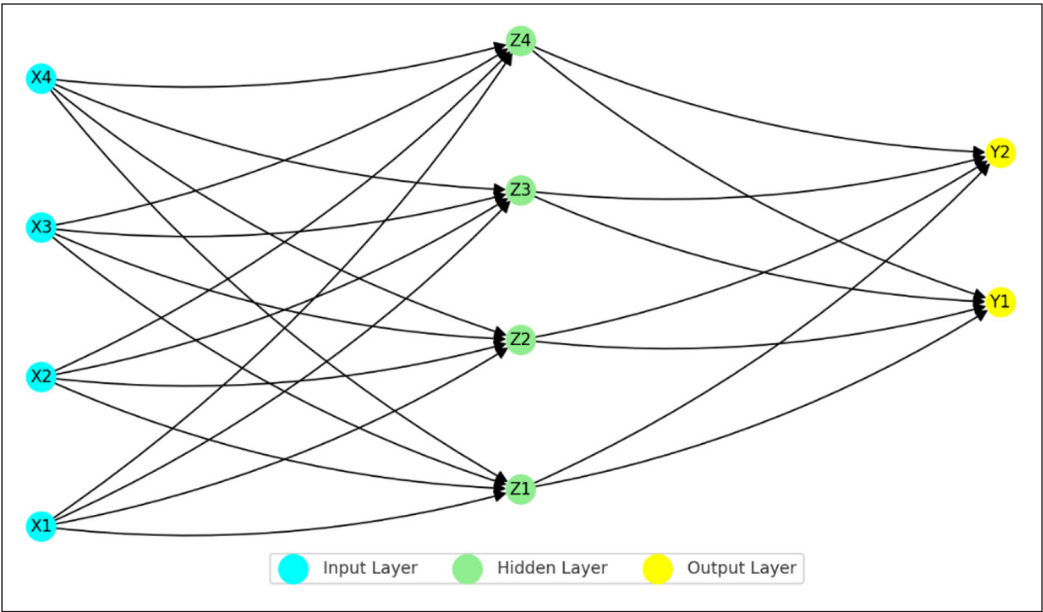 Z4
X4
Y2
Z3
X3
Y1
Z2
X2
Z1
X1
Input Layer Hidden Layer Output Layer